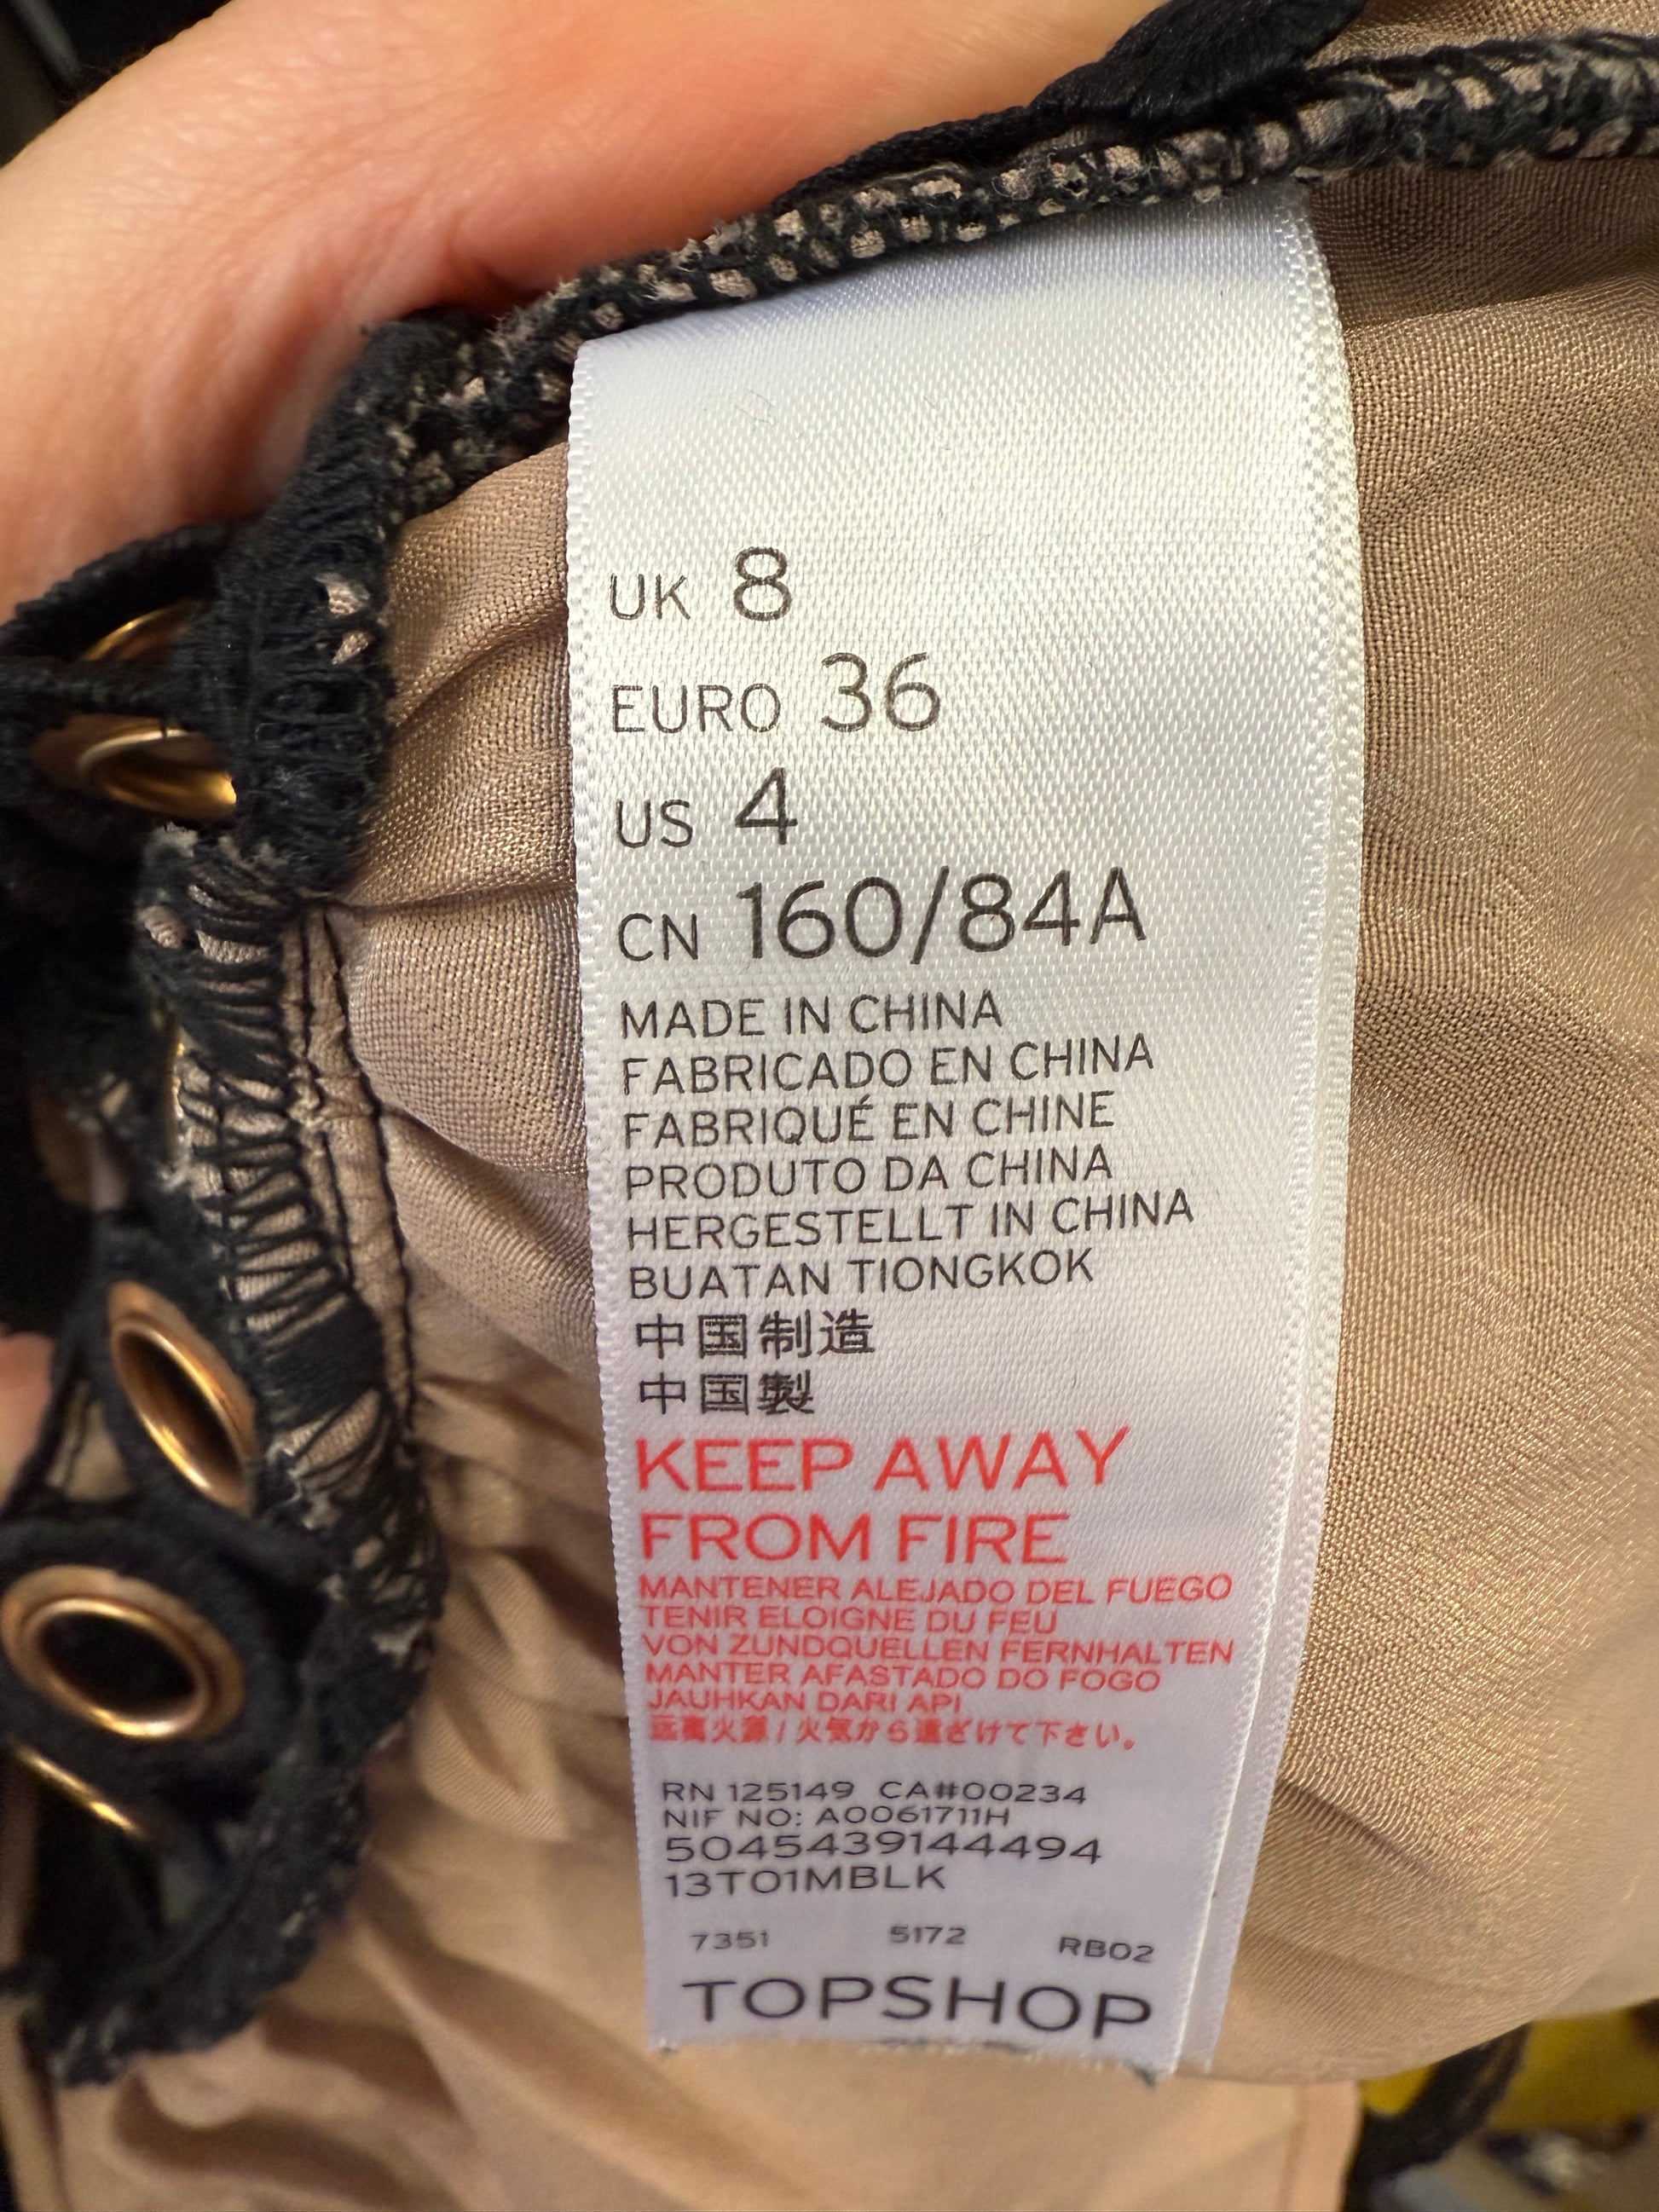 UK 8
EURO 36
US 4
CN 160/84A
MADE IN CHINA
FABRICADO EN CHINA
FABRIQUÉ EN CHINE
PRODUTO DA CHINA
HERGESTELLT IN CHINA
BUATAN TIONGKOK
中国制造
中国製
KEEP AWAY
FROM FIRE
MANTENER ALEJADO DEL FUEGO
TENIR ELOIGNE DU FEU
VON ZUNDQUELLEN FERNHALTEN
MANTER AFASTADO DO FOGO
JAUHKAN DARI API
远离火源/火気から遠ざけて下さい。
RN 125149 CA#00234
NIF NO: A0061711H
5045439144494
13T01MBLK
7351 5172 RB02
TOPSHOP